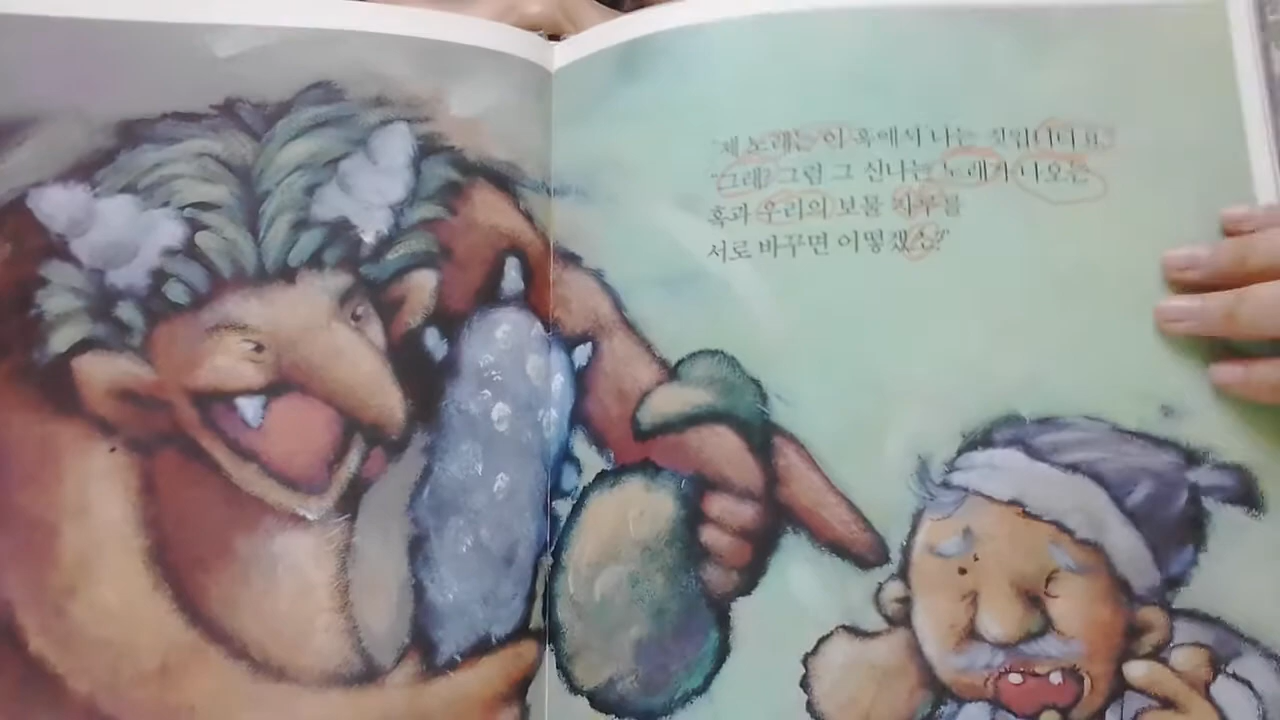 "제 노래는 이 혹에서 나는 것입니다요."
"그래? 그럼 그 신나는 노래가 나오는
혹과 우리의 보물 자루를
서로 바꾸면 어떻겠소?"